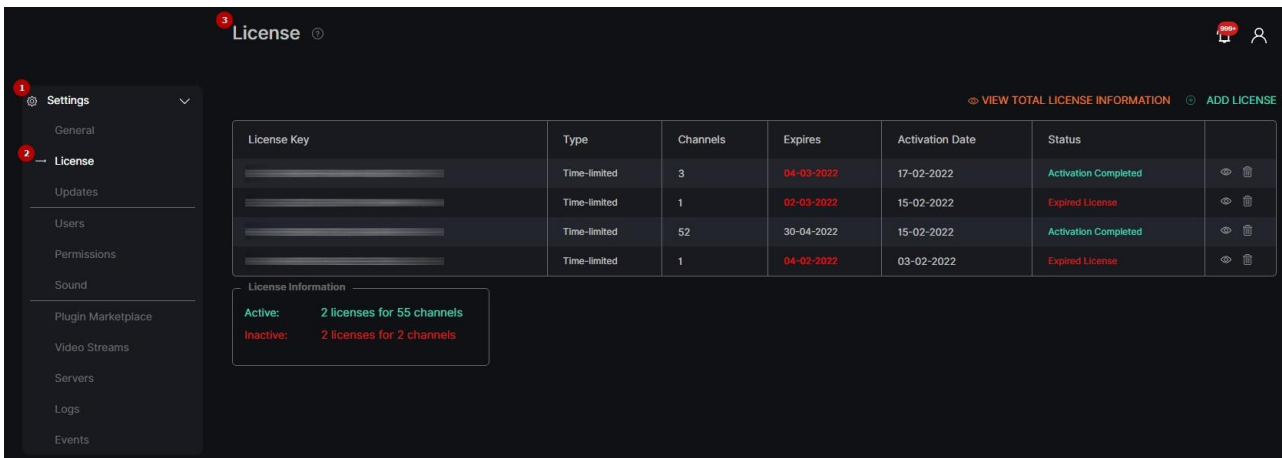 3
License
999+
1
Settings
VIEW TOTAL LICENSE INFORMATION ADD LICENSE
General
2
License
Updates
Users
Permissions
Sound
Plugin Marketplace
Video Streams
Servers
Logs
Events
License Key Type Channels Expires Activation Date Status
Time-limited 3 04-03-2022 17-02-2022 Activation Completed
Time-limited 1 02-03-2022 15-02-2022 Expired License
Time-limited 52 30-04-2022 15-02-2022 Activation Completed
Time-limited 1 04-02-2022 03-02-2022 Expired License
License Information
Active: 2 licenses for 55 channels
Inactive: 2 licenses for 2 channels